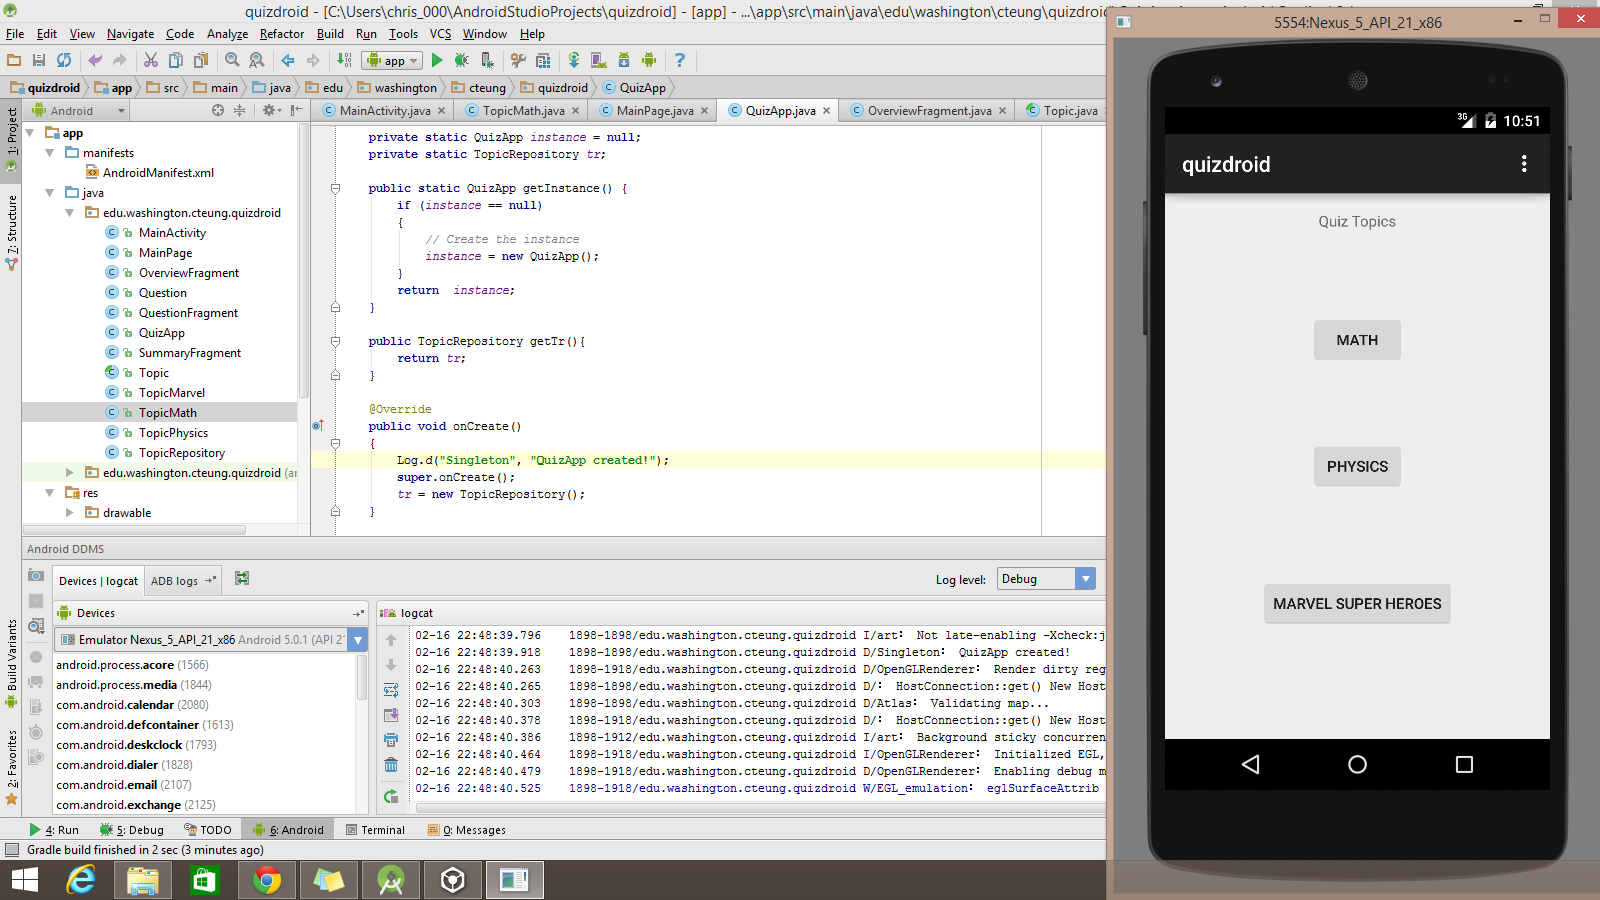 quizdroid - [C:\Users\chris_000\AndroidStudioProjects\quizdroid] - [app] - ...\app\src\main\java\edu\washington\cteung\quizdroid\
File Edit View Navigate Code Analyze Refactor Build Run Tools VCS Window Help
app
quizdroid app src main java edu washington cteung quizdroid QuizApp
1: Project
7: Structure
Build Variants
2: Favorites
Android
MainActivity.java TopicMath.java MainPage.java QuizApp.java OverviewFragment.java Topic.java
app
manifests
AndroidManifest.xml
java
edu.washington.cteung.quizdroid
MainActivity
MainPage
OverviewFragment
Question
QuestionFragment
QuizApp
SummaryFragment
Topic
TopicMarvel
TopicMath
TopicPhysics
TopicRepository
edu.washington.cteung.quizdroid (ar
res
drawable
private static QuizApp instance = null;
private static TopicRepository tr;
public static QuizApp getInstance() {
if (instance == null)
{
// Create the instance
instance = new QuizApp();
}
return instance;
}
public TopicRepository getTr(){
return tr;
}
@Override
public void onCreate()
{
Log.d("Singleton", "QuizApp created!");
super.onCreate();
tr = new TopicRepository();
}
Android DDMS
Devices | logcat ADB logs
Log level: Debug
Devices
Emulator Nexus_5_API_21_x86 Android 5.0.1 (API 21
android.process.acore (1566)
android.process.media (1844)
com.android.calendar (2080)
com.android.defcontainer (1613)
com.android.deskclock (1793)
com.android.dialer (1828)
com.android.email (2107)
com.android.exchange (2125)
logcat
02-16 22:48:39.796 1898-1898/edu.washington.cteung.quizdroid I/art: Not late-enabling -Xcheck:j
02-16 22:48:39.918 1898-1898/edu.washington.cteung.quizdroid D/Singleton: QuizApp created!
02-16 22:48:40.263 1898-1918/edu.washington.cteung.quizdroid D/OpenGLRenderer: Render dirty reg
02-16 22:48:40.265 1898-1898/edu.washington.cteung.quizdroid D/: HostConnection::get() New Host
02-16 22:48:40.303 1898-1898/edu.washington.cteung.quizdroid D/Atlas: Validating map...
02-16 22:48:40.378 1898-1918/edu.washington.cteung.quizdroid D/: HostConnection::get() New Host
02-16 22:48:40.386 1898-1912/edu.washington.cteung.quizdroid I/art: Background sticky concurren
02-16 22:48:40.464 1898-1918/edu.washington.cteung.quizdroid I/OpenGLRenderer: Initialized EGL,
02-16 22:48:40.479 1898-1918/edu.washington.cteung.quizdroid D/OpenGLRenderer: Enabling debug m
02-16 22:48:40.525 1898-1918/edu.washington.cteung.quizdroid W/EGL_emulation: eglSurfaceAttrib
4: Run 5: Debug TODO 6: Android Terminal 0: Messages
Gradle build finished in 2 sec (3 minutes ago)
5554:Nexus_5_API_21_x86
3G 10:51
quizdroid
Quiz Topics
MATH
PHYSICS
MARVEL SUPER HEROES